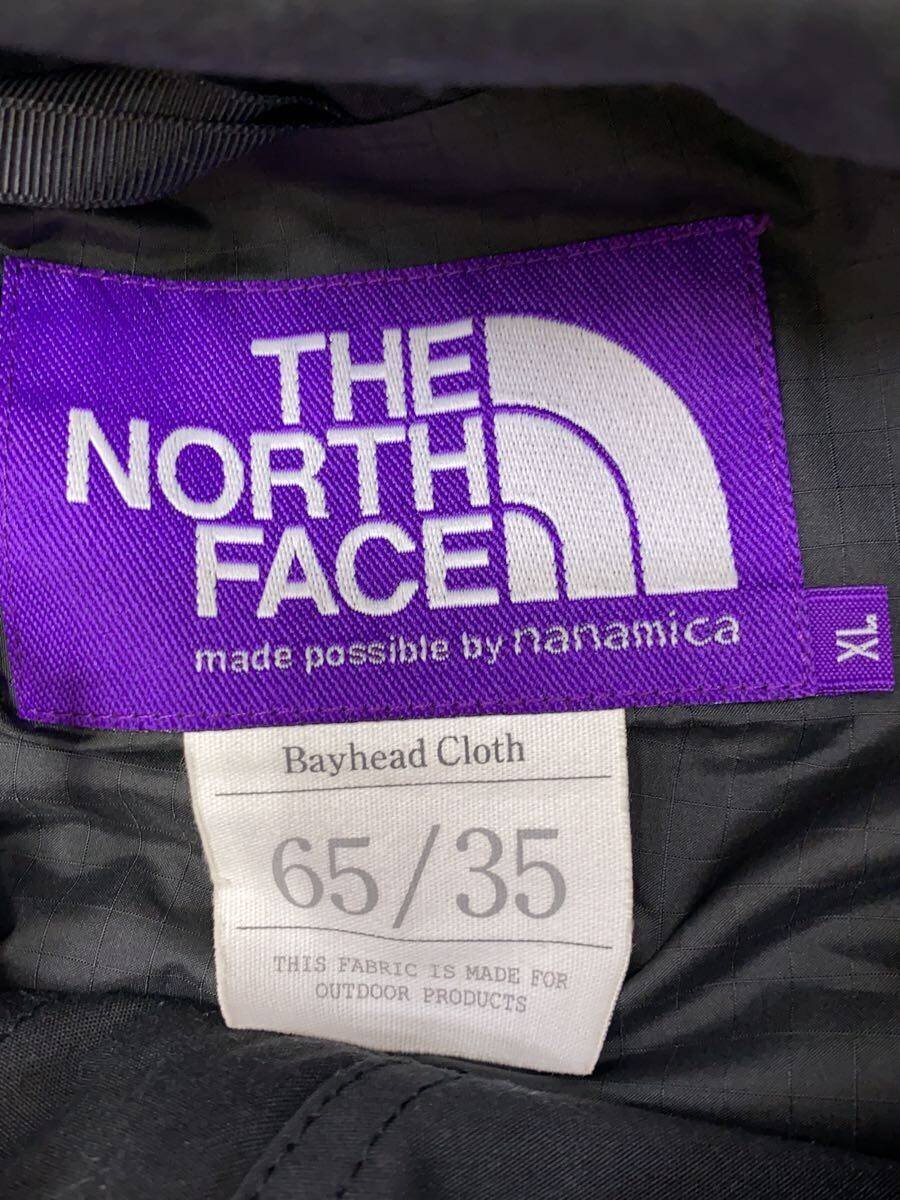 THE
NORTH
FACE
made possible by nanamica
XL
Bayhead Cloth
65/35
THIS FABRIC IS MADE FOR
OUTDOOR PRODUCTS